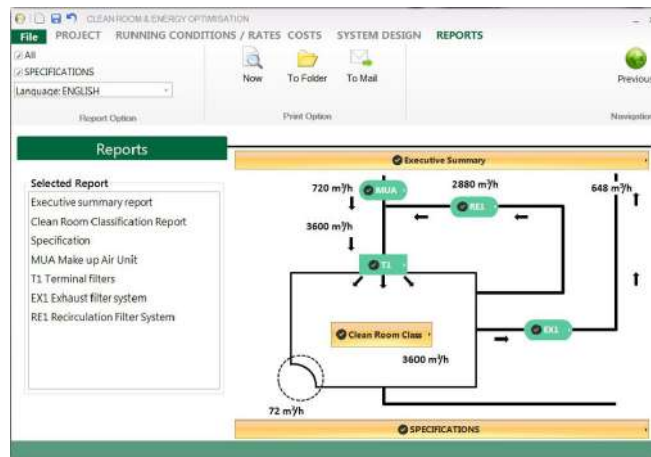 CLEAN ROOM & ENERGY OPTIMISATION
File PROJECT RUNNING CONDITIONS / RATES COSTS SYSTEM DESIGN REPORTS
All
SPECIFICATIONS
Language: ENGLISH
Now To Folder To Mail
Previous
Report Option
Print Option
Navigation
Reports
Executive Summary
Selected Report
Executive summary report
Clean Room Classification Report
Specification
MUA Make up Air Unit
T1 Terminal filters
EX1 Exhaust filter system
RE1 Recirculation Filter System
720 m³/h
MUA
2880 m³/h
648 m³/h
RE1
3600 m³/h
T1
Clean Room Class
EX1
3600 m³/h
72 m³/h
SPECIFICATIONS